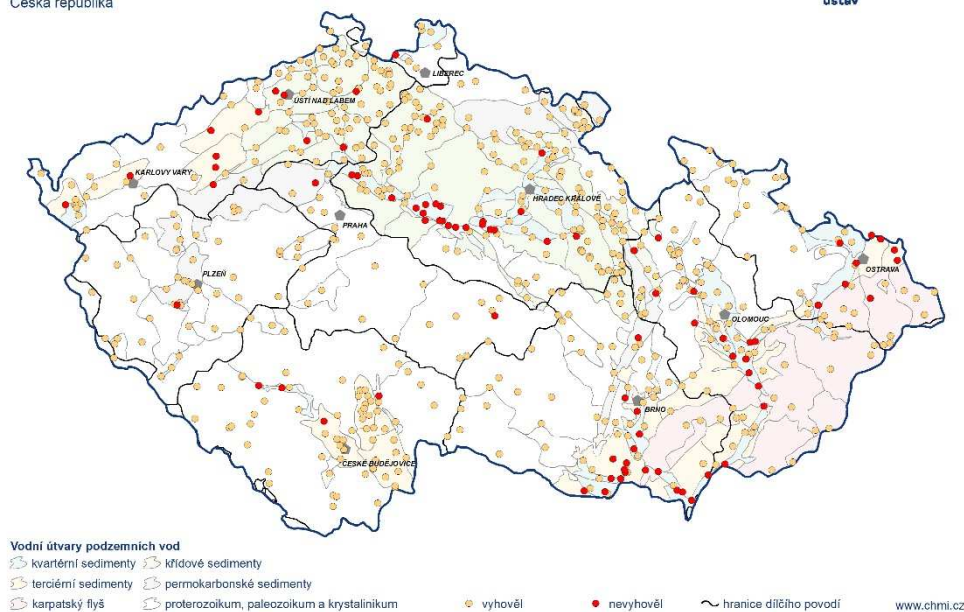 Česká republika
ústav
LIBEREC
ÚSTÍ NAD LABEM
KARLOVY VARY
HRADEC KRÁLOVÉ
PRAHA
PLZEŇ
OSTRAVA
OLOMOUC
BRNO
ČESKÉ BUDĚJOVICE
Vodní útvary podzemních vod
kvartérní sedimenty křídové sedimenty
terciérní sedimenty permokarbonské sedimenty
karpatský flyš proterozoikum, paleozoikum a krystalinikum vyhověl nevyhověl hranice dílčího povodí www.chmi.cz